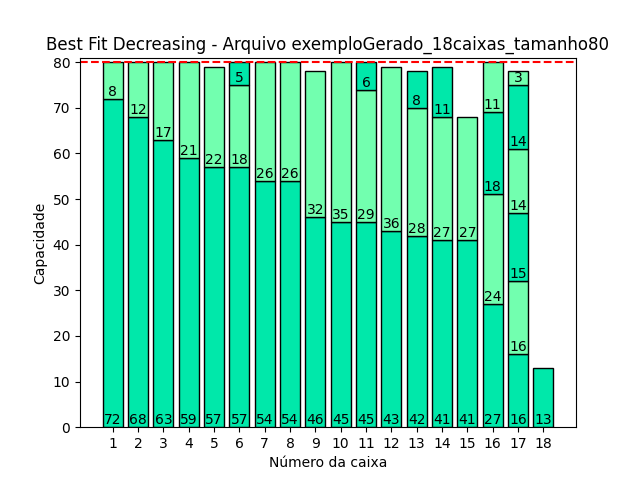 Best Fit Decreasing - Arquivo exemploGerado_18caixas_tamanho80
Capacidade
80
70
60
50
40
30
20
10
0
8 12 17 21 22 5 18 26 26 32 35 6 29 36 8 28 11 27 27 11 18 24 3 14 14 15 16
72 68 63 59 57 57 54 54 46 45 45 43 42 41 41 27 16 13
1 2 3 4 5 6 7 8 9 10 11 12 13 14 15 16 17 18
Número da caixa